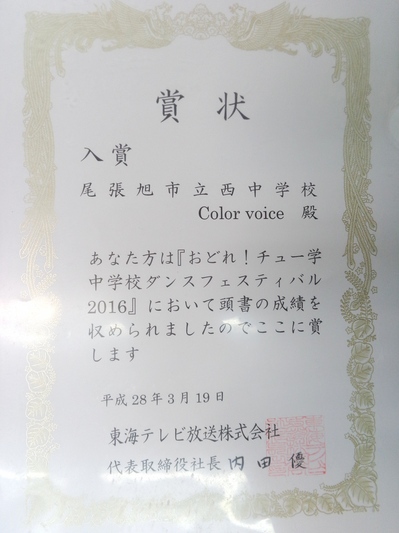 賞状
入賞
尾張旭市立西中学校
Color voice 殿
あなた方は『おどれ！チュー学
中学校ダンスフェスティバル
2016』において頭書の成績を
収められましたのでここに賞
します
平成28年3月19日
東海テレビ放送株式会社
代表取締役社長 内田 優